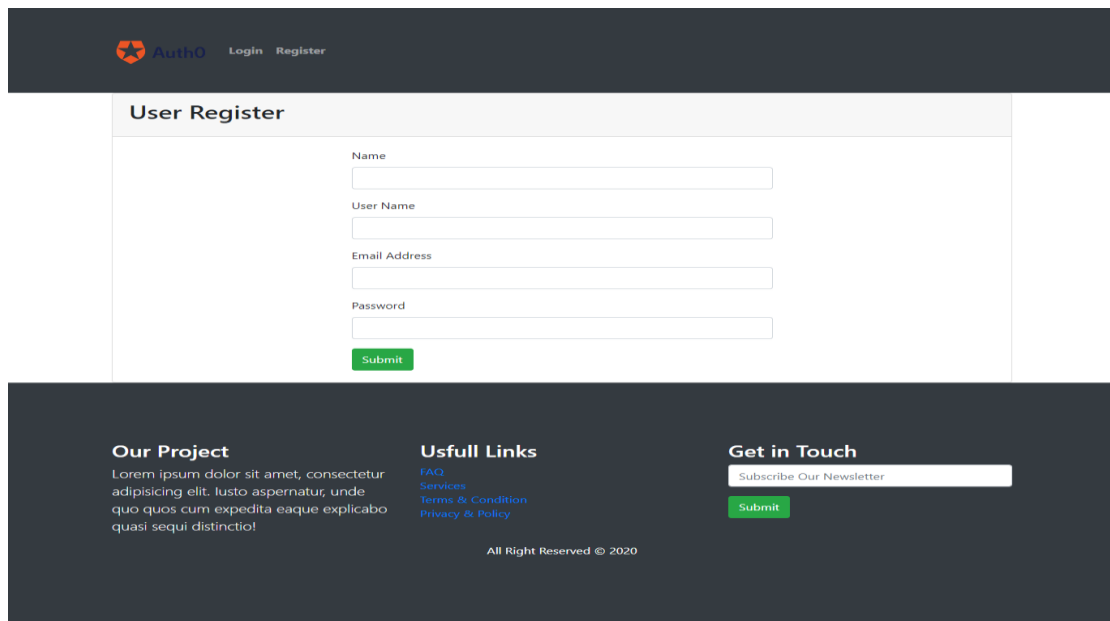 Auth0 Login Register
User Register
Name
User Name
Email Address
Password
Submit
Our Project
Lorem ipsum dolor sit amet, consectetur
adipisicing elit. Iusto aspernatur, unde
quo quos cum expedita eaque explicabo
quasi sequi distinctio!
Usfull Links
FAQ
Services
Terms & Condition
Privacy & Policy
Get in Touch
Subscribe Our Newsletter
Submit
All Right Reserved © 2020